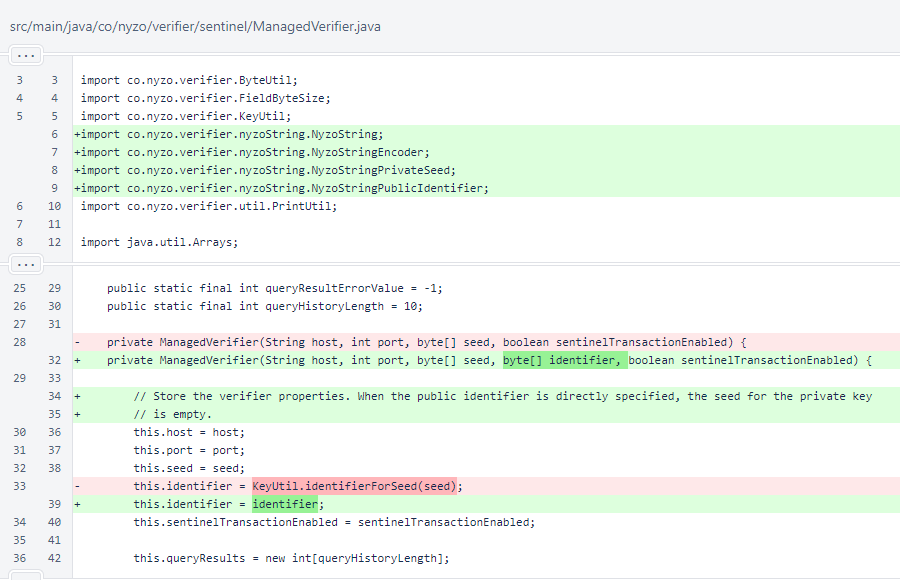 src/main/java/co/nyzo/verifier/sentinel/ManagedVerifier.java
...
3 3 import co.nyzo.verifier.ByteUtil;
4 4 import co.nyzo.verifier.FieldByteSize;
5 5 import co.nyzo.verifier.KeyUtil;
6 +import co.nyzo.verifier.nyzoString.NyzoString;
7 +import co.nyzo.verifier.nyzoString.NyzoStringEncoder;
8 +import co.nyzo.verifier.nyzoString.NyzoStringPrivateSeed;
9 +import co.nyzo.verifier.nyzoString.NyzoStringPublicIdentifier;
6 10 import co.nyzo.verifier.util.PrintUtil;
7 11
8 12 import java.util.Arrays;
...
25 29 public static final int queryResultErrorValue = -1;
26 30 public static final int queryHistoryLength = 10;
27 31
28 - private ManagedVerifier(String host, int port, byte[] seed, boolean sentinelTransactionEnabled) {
32 + private ManagedVerifier(String host, int port, byte[] seed, byte[] identifier, boolean sentinelTransactionEnabled) {
29 33
34 + // Store the verifier properties. When the public identifier is directly specified, the seed for the private key
35 + // is empty.
30 36 this.host = host;
31 37 this.port = port;
32 38 this.seed = seed;
33 - this.identifier = KeyUtil.identifierForSeed(seed);
39 + this.identifier = identifier;
34 40 this.sentinelTransactionEnabled = sentinelTransactionEnabled;
35 41
36 42 this.queryResults = new int[queryHistoryLength];